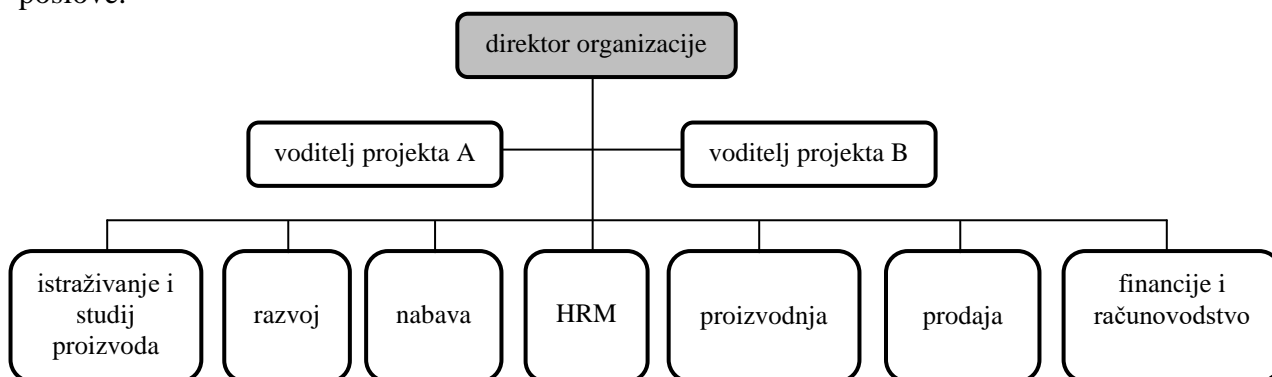 poslove.
direktor organizacije
voditelj projekta A
voditelj projekta B
istraživanje i
studij
proizvoda
razvoj
nabava
HRM
proizvodnja
prodaja
financije i
računovodstvo